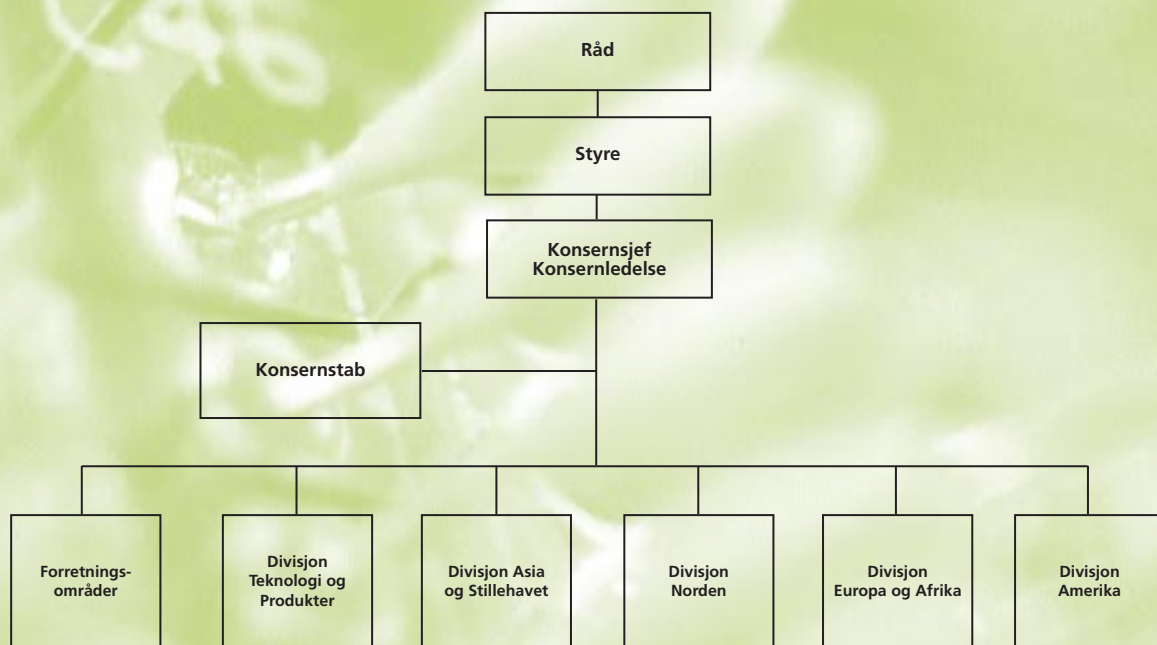 Råd
Styre
Konsernsjef
Konsernledelse
Konsernstab
Forretnings-
områder
Divisjon
Teknologi og
Produkter
Divisjon Asia
og Stillehavet
Divisjon
Norden
Divisjon
Europa og Afrika
Divisjon
Amerika